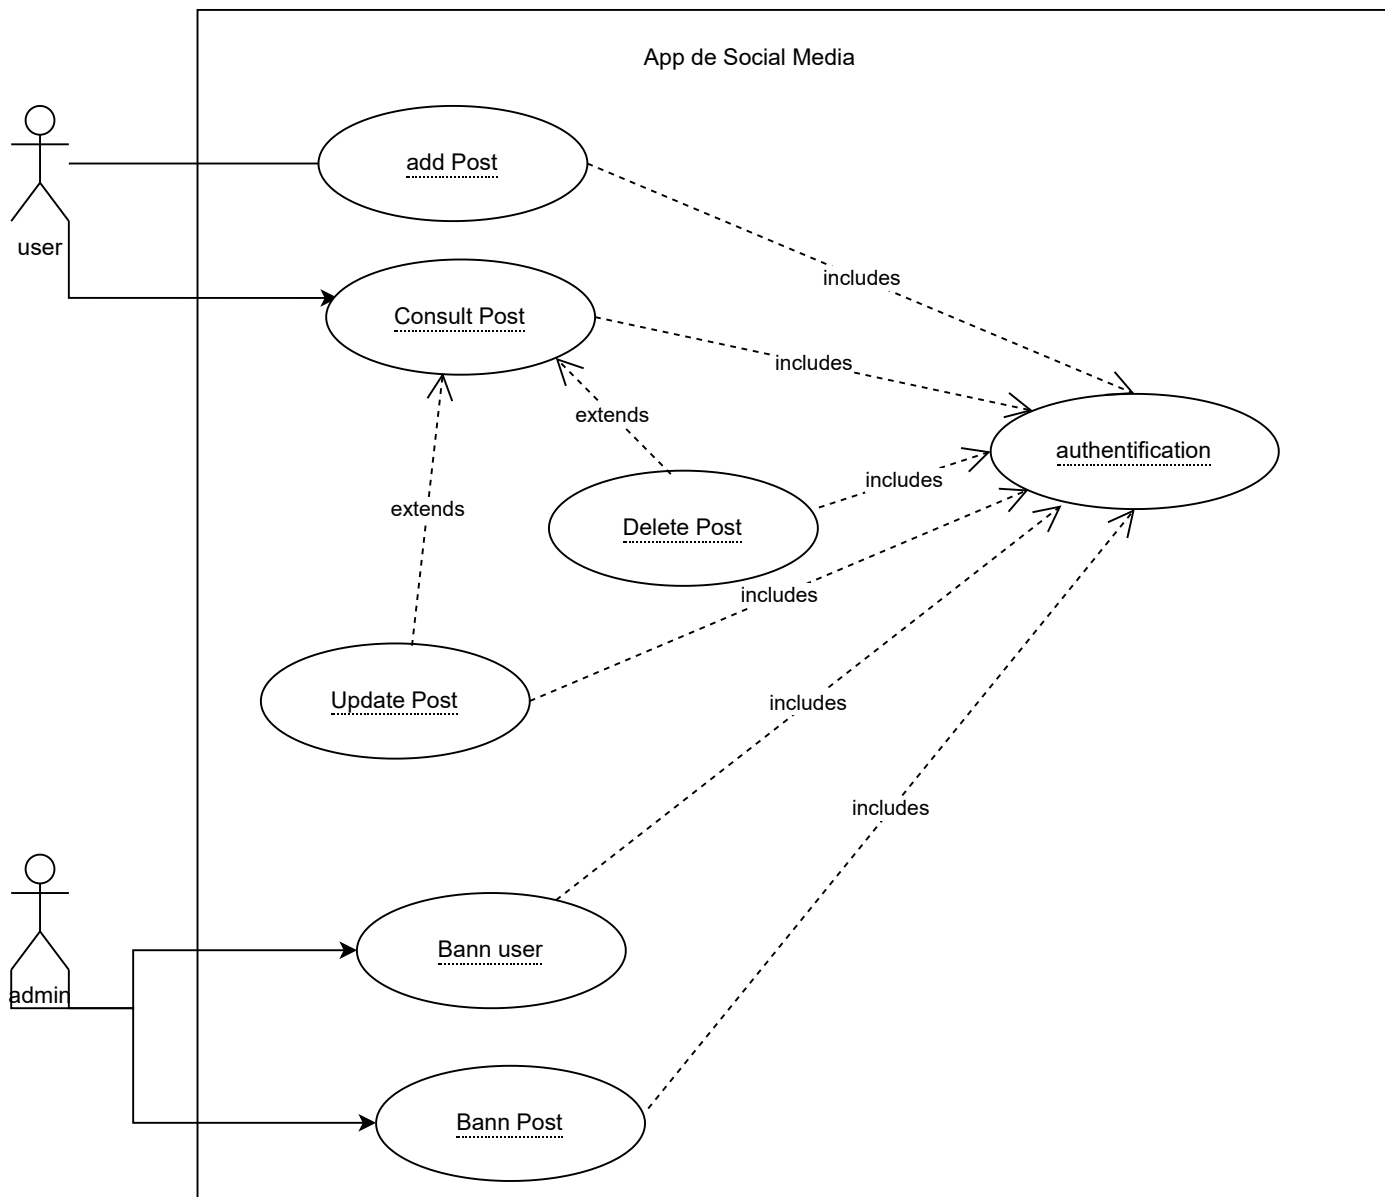 App de Social Media
add Post
user
includes
Consult Post
includes
extends
authentification
includes
extends
Delete Post
includes
Update Post
includes
includes
Bann user
admin
Bann Post